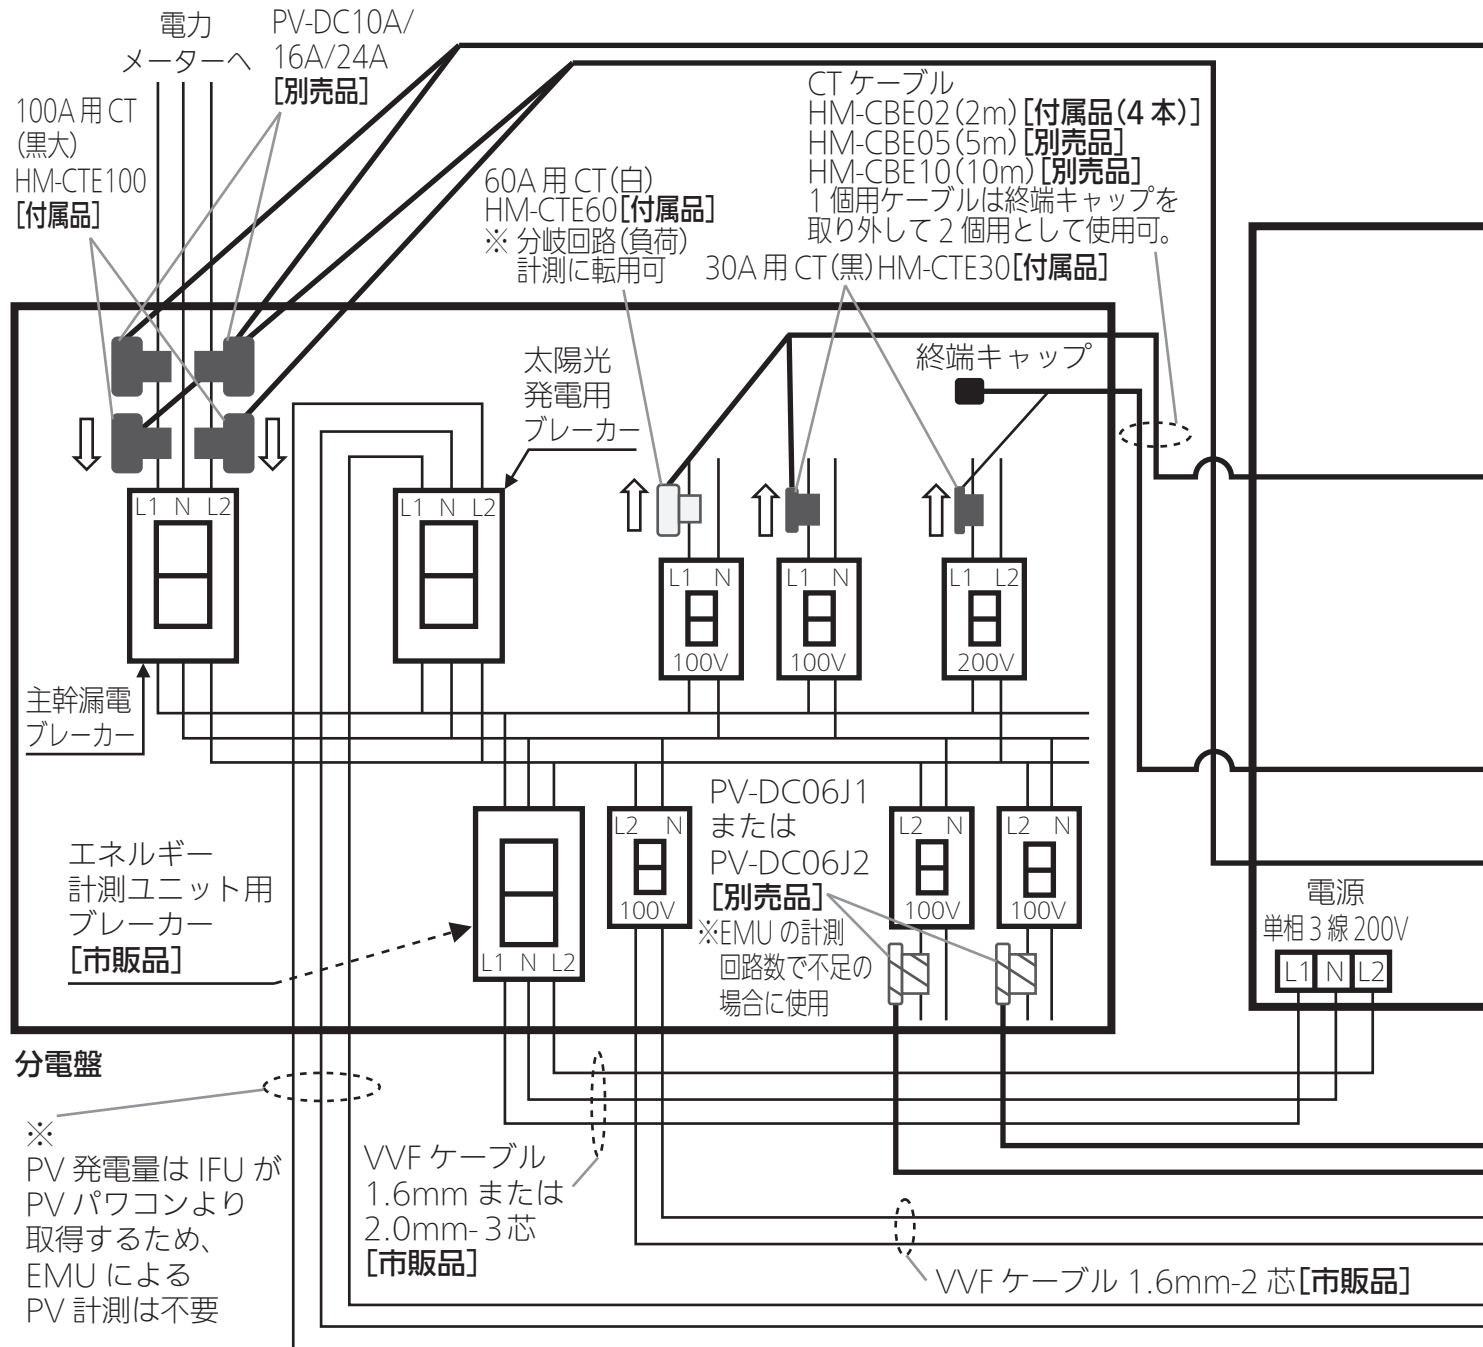 電力
メーターへ
PV-DC10A/
16A/24A
[別売品]
100A用CT
(黒大)
HM-CTE100
[付属品]
60A用CT(白)
HM-CTE60[付属品]
※ 分岐回路(負荷)
計測に転用可
CTケーブル
HM-CBE02(2m)[付属品(4本)]
HM-CBE05(5m)[別売品]
HM-CBE10(10m)[別売品]
1個用ケーブルは終端キャップを
取り外して2個用として使用可。
30A用CT(黒)HM-CTE30[付属品]
太陽光
発電用
ブレーカー
終端キャップ
L1 N L2
L1 N L2
L1 N
100V
L1 N
100V
L1 L2
200V
主幹漏電
ブレーカー
エネルギー
計測ユニット用
ブレーカー
[市販品]
L1 N L2
L2 N
100V
PV-DC06J1
または
PV-DC06J2
[別売品]
※EMUの計測
回路数で不足の
場合に使用
L2 N
100V
L2 N
100V
電源
単相3線200V
L1 N L2
分電盤
※
PV発電量はIFUが
PVパワコンより
取得するため、
EMUによる
PV計測は不要
VVFケーブル
1.6mmまたは
2.0mm-3芯
[市販品]
VVFケーブル 1.6mm-2芯[市販品]